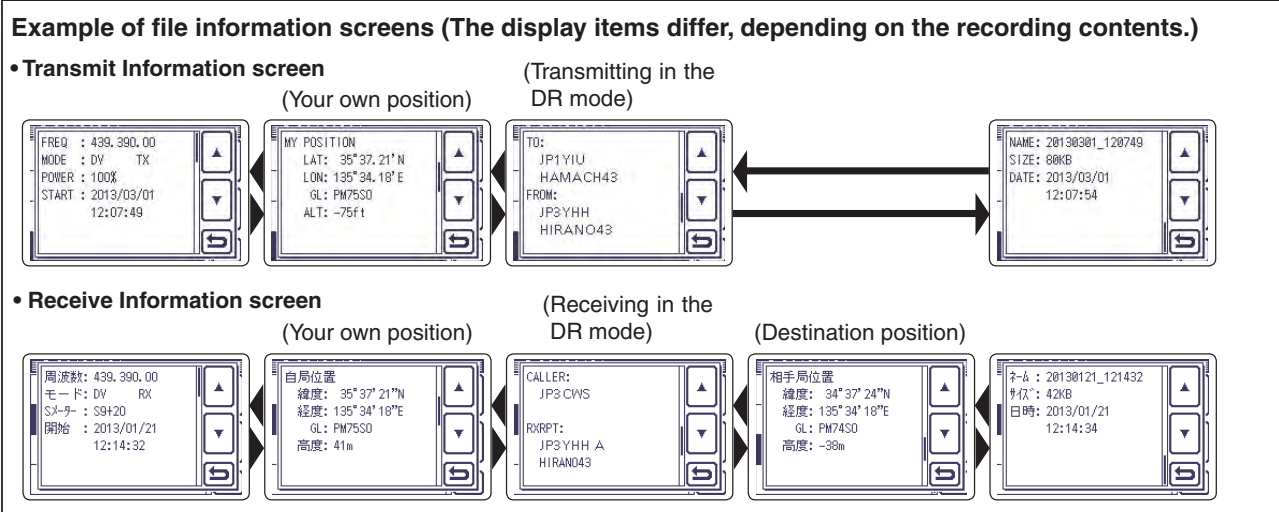 Example of file information screens (The display items differ, depending on the recording contents.)
• Transmit Information screen
(Your own position)
(Transmitting in the
DR mode)
FREQ : 439.390.00
MODE : DV TX
POWER : 100%
START : 2013/03/01
12:07:49
MY POSITION
LAT: 35°37.21'N
LON: 135°34.18'E
GL: PM75SO
ALT: -75ft
TO:
JP1YIU
HAMACH43
FROM:
JP3YHH
HIRANO43
NAME: 20130301_120749
SIZE: 80KB
DATE: 2013/03/01
12:07:54
• Receive Information screen
(Your own position)
(Receiving in the
DR mode)
(Destination position)
周波数: 439.390.00
モード: DV RX
Sメーター : S9+20
開始 : 2013/01/21
12:14:32
自局位置
緯度: 35°37'21"N
経度: 135°34'18"E
GL: PM75SO
高度: 41m
CALLER:
JP3CWS
RXRPT:
JP3YHH A
HIRANO43
相手局位置
緯度: 34°37'24"N
経度: 135°34'18"E
GL: PM74SO
高度: -38m
ネーム : 20130121_121432
サイズ: 42KB
日時: 2013/01/21
12:14:34